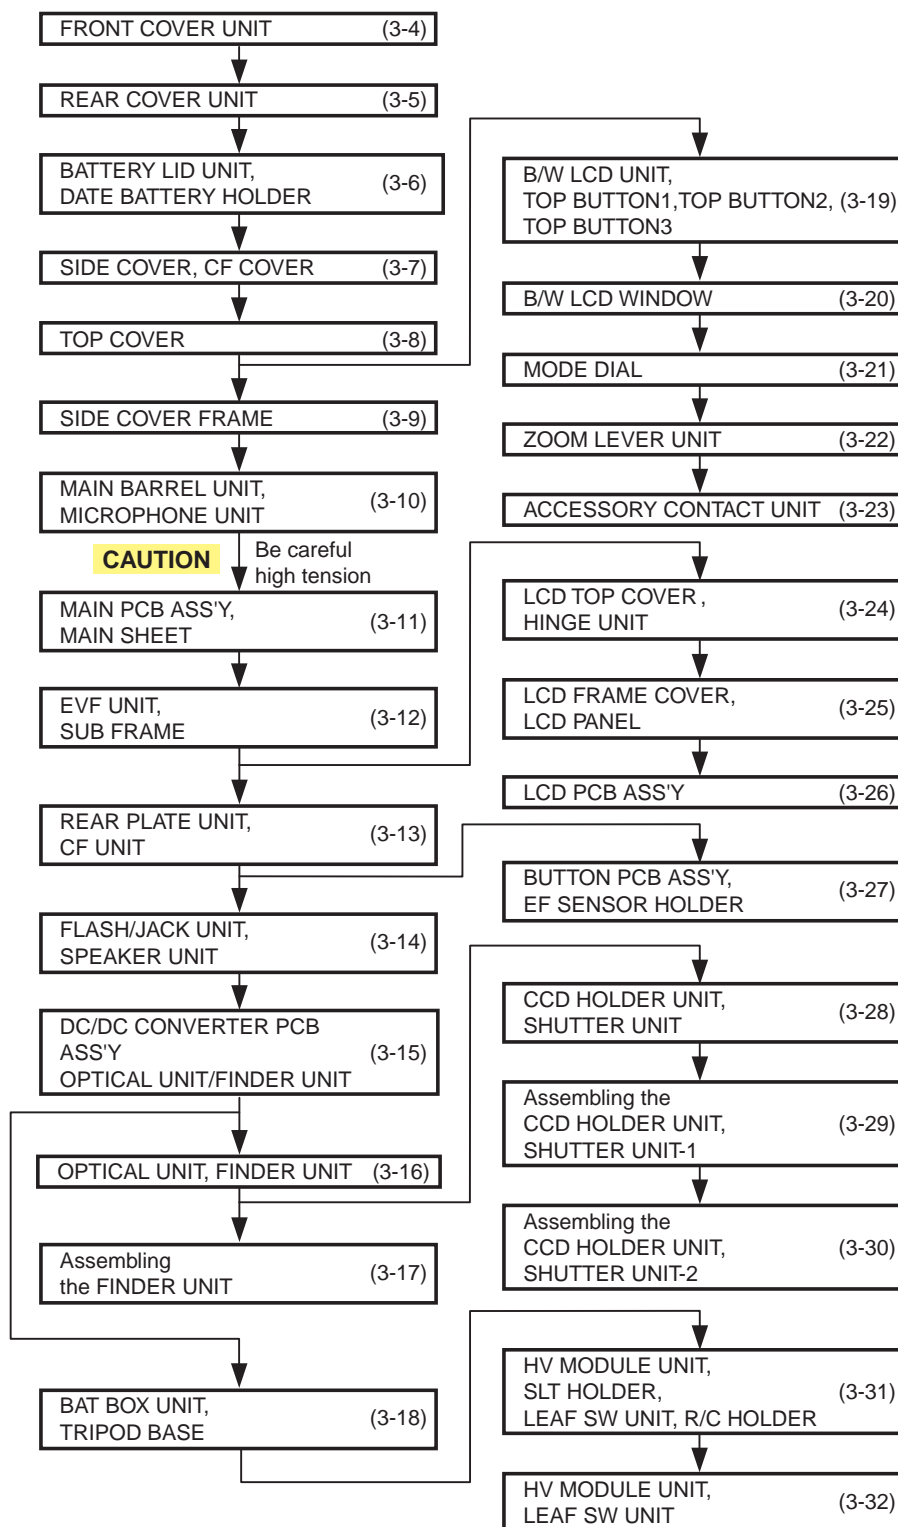 FRONT COVER UNIT (3-4)
REAR COVER UNIT (3-5)
BATTERY LID UNIT,
DATE BATTERY HOLDER (3-6)
SIDE COVER, CF COVER (3-7)
TOP COVER (3-8)
SIDE COVER FRAME (3-9)
MAIN BARREL UNIT,
MICROPHONE UNIT (3-10)
CAUTION
Be careful
high tension
MAIN PCB ASS'Y,
MAIN SHEET (3-11)
EVF UNIT,
SUB FRAME (3-12)
REAR PLATE UNIT,
CF UNIT (3-13)
FLASH/JACK UNIT,
SPEAKER UNIT (3-14)
DC/DC CONVERTER PCB
ASS'Y (3-15)
OPTICAL UNIT/FINDER UNIT
OPTICAL UNIT, FINDER UNIT (3-16)
Assembling
the FINDER UNIT (3-17)
BAT BOX UNIT,
TRIPOD BASE (3-18)
B/W LCD UNIT,
TOP BUTTON1,TOP BUTTON2, (3-19)
TOP BUTTON3
B/W LCD WINDOW (3-20)
MODE DIAL (3-21)
ZOOM LEVER UNIT (3-22)
ACCESSORY CONTACT UNIT (3-23)
LCD TOP COVER ,
HINGE UNIT (3-24)
LCD FRAME COVER,
LCD PANEL (3-25)
LCD PCB ASS'Y (3-26)
BUTTON PCB ASS'Y,
EF SENSOR HOLDER (3-27)
CCD HOLDER UNIT,
SHUTTER UNIT (3-28)
Assembling the
CCD HOLDER UNIT, (3-29)
SHUTTER UNIT-1
Assembling the
CCD HOLDER UNIT, (3-30)
SHUTTER UNIT-2
HV MODULE UNIT,
SLT HOLDER, (3-31)
LEAF SW UNIT, R/C HOLDER
HV MODULE UNIT,
LEAF SW UNIT (3-32)